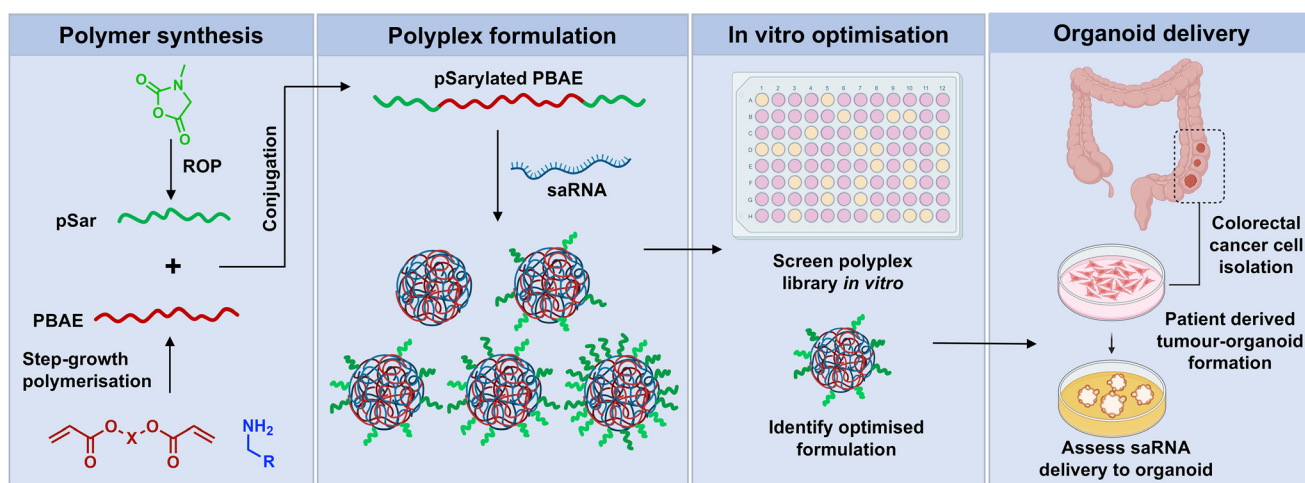 Polymer synthesis
O
N
O
O
ROP
pSar
+
PBAE
Step-growth
polymerisation
O
X
O
O
O
NH2
R
Conjugation
Polyplex formulation
pSarylated PBAE
saRNA
In vitro optimisation
1 2 3 4 5 6 7 8 9 10 11 12
A
B
C
D
E
F
G
H
Screen polyplex
library in vitro
Identify optimised
formulation
Organoid delivery
Colorectal
cancer cell
isolation
Patient derived
tumour-organoid
formation
Assess saRNA
delivery to organoid